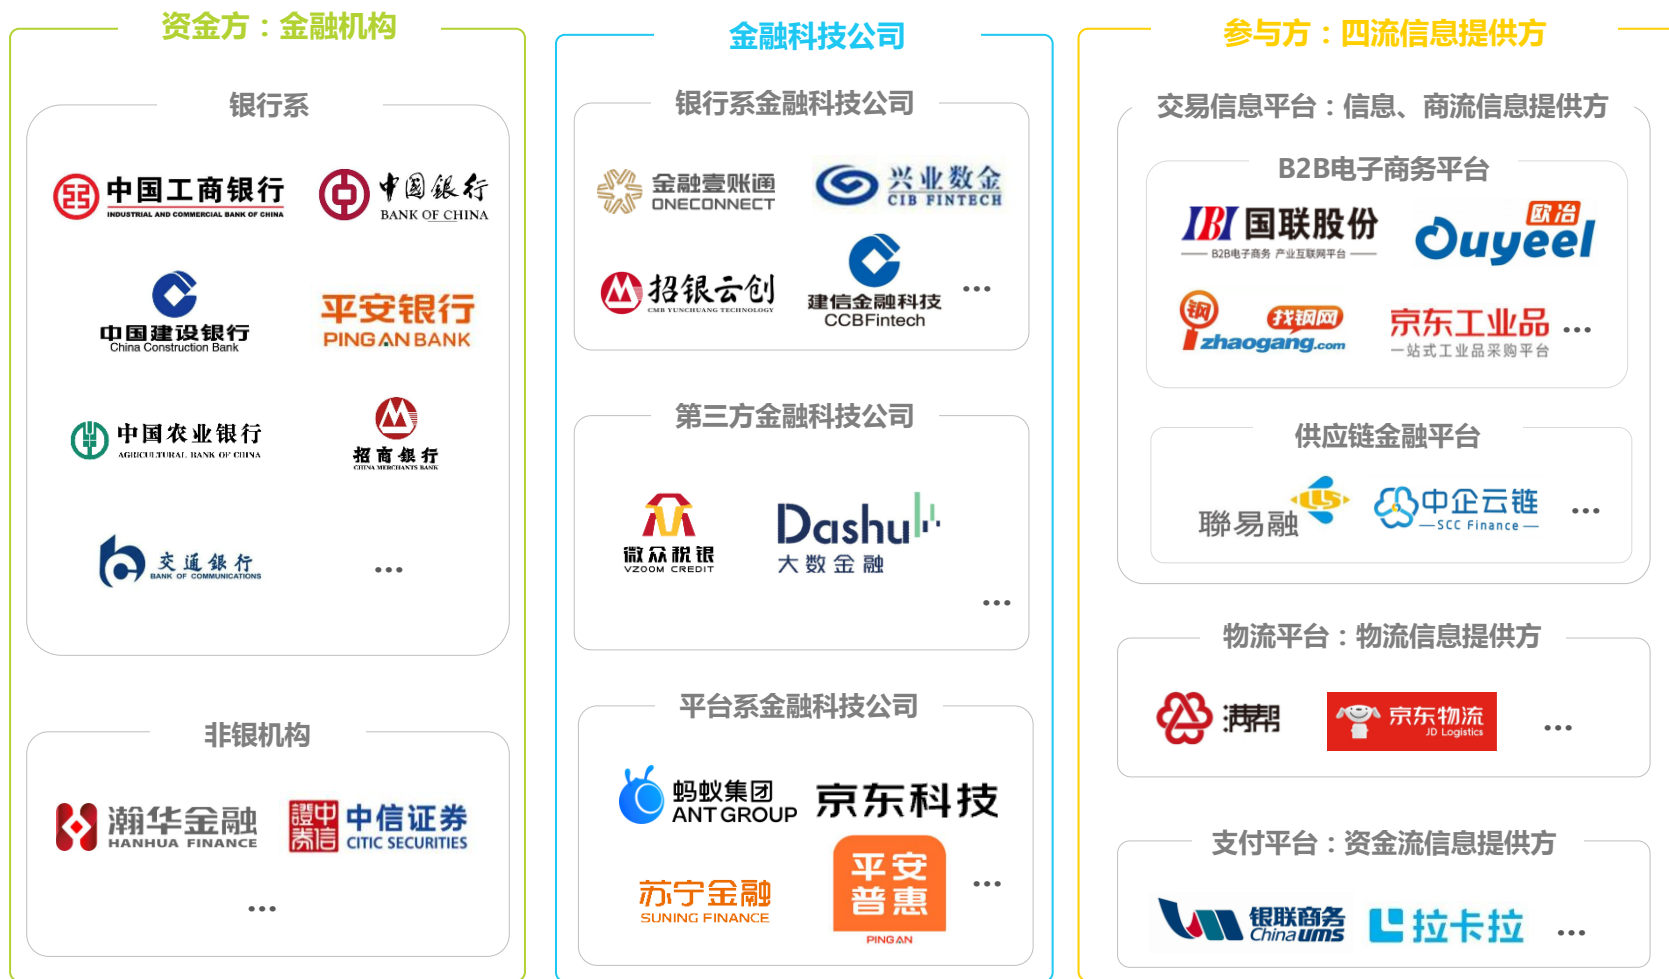 资金方：金融机构
银行系
中国工商银行
INDUSTRIAL AND COMMERCIAL BANK OF CHINA
中国銀行
BANK OF CHINA
中国建设银行
China Construction Bank
平安银行
PING AN BANK
中国农业银行
AGRICULTURAL BANK OF CHINA
招商銀行
CHINA MERCHANTS BANK
交通銀行
BANK OF COMMUNICATIONS
...
非银机构
瀚华金融
HANHUA FINANCE
中信證券
中信证券
CITIC SECURITIES
...
金融科技公司
银行系金融科技公司
金融壹账通
ONECONNECT
兴业数金
CIB FINTECH
招银云创
CMB YUNCHUANG TECHNOLOGY
建信金融科技
CCBFintech
...
第三方金融科技公司
微众税银
VZOOM CREDIT
Dashu
大数金融
...
平台系金融科技公司
蚂蚁集团
ANT GROUP
京东科技
苏宁金融
SUNING FINANCE
平安
普惠
PING AN
...
参与方：四流信息提供方
交易信息平台：信息、商流信息提供方
B2B电子商务平台
IBI 国联股份
B2B电子商务 产业互联网平台
欧冶
Ouyeel
钢
找钢网
zhaogang.com
京东工业品
一站式工业品采购平台
...
供应链金融平台
聯易融
LLS
中企云链
SCC Finance
...
物流平台：物流信息提供方
满帮
京东物流
JD Logistics
...
支付平台：资金流信息提供方
银联商务
China ums
拉卡拉
...